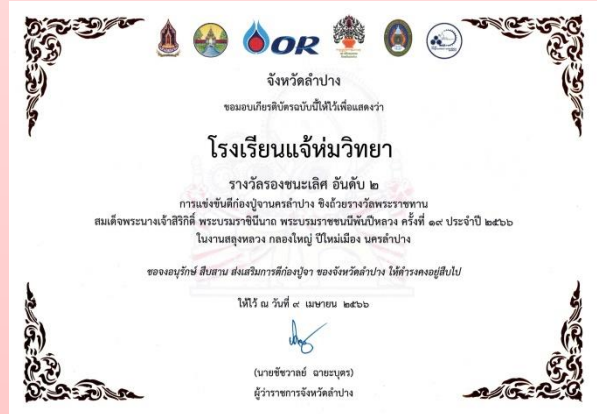 OR
จังหวัดลำปาง
ขอมอบเกียรติบัตรฉบับนี้ให้ไว้เพื่อแสดงว่า
โรงเรียนแจ้ห่มวิทยา
รางวัลรองชนะเลิศ อันดับ ๒
การแข่งขันตีก๋องปู่จานครลำปาง ชิงถ้วยรางวัลพระราชทาน
สมเด็จพระนางเจ้าสิริกิติ์ พระบรมราชินีนาถ พระบรมราชชนนีพันปีหลวง ครั้งที่ ๑๙ ประจำปี ๒๕๖๖
ในงานสลุงหลวง กลองใหญ่ ปีใหม่เมือง นครลำปาง
ขอจงอนุรักษ์ สืบสาน ส่งเสริมการตีก๋องปู่จา ของจังหวัดลำปาง ให้ดำรงคงอยู่สืบไป
ให้ไว้ ณ วันที่ ๙ เมษายน ๒๕๖๖
(นายชัชวาลย์ ฉายะบุตร)
ผู้ว่าราชการจังหวัดลำปาง